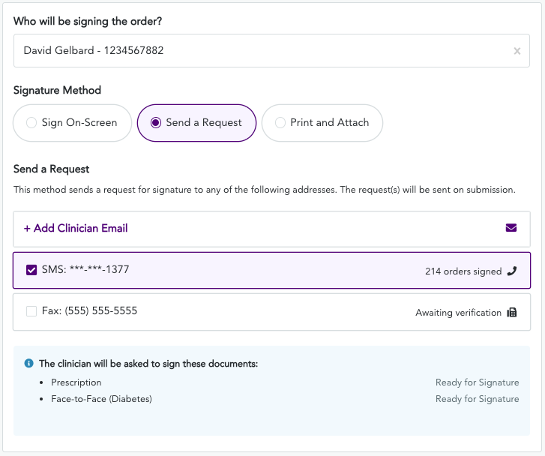 Who will be signing the order?
David Gelbard - 1234567882 x
Signature Method
Sign On-Screen Send a Request Print and Attach
Send a Request
This method sends a request for signature to any of the following addresses. The request(s) will be sent on submission.
+ Add Clinician Email
SMS: ***-***-1377 214 orders signed
Fax: (555) 555-5555 Awaiting verification
The clinician will be asked to sign these documents:
• Prescription Ready for Signature
• Face-to-Face (Diabetes) Ready for Signature